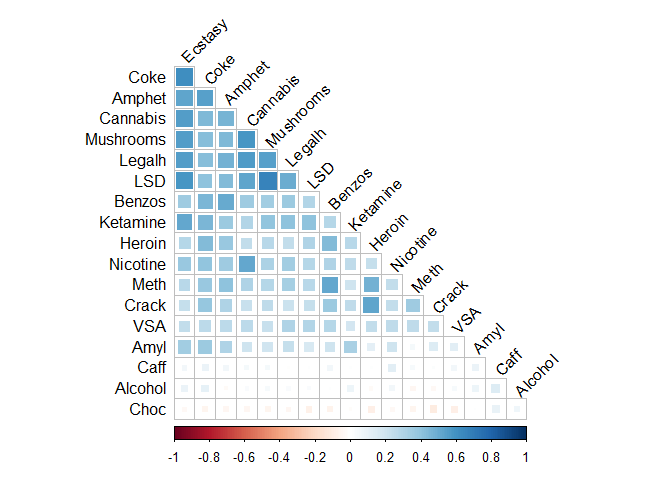 Ecstasy
Coke Coke
Amphet Amphet
Cannabis Cannabis
Mushrooms Mushrooms
Legalh Legalh
LSD LSD
Benzos Benzos
Ketamine Ketamine
Heroin Heroin
Nicotine Nicotine
Meth Meth
Crack Crack
VSA VSA
Amyl Amyl
Caff Caff
Alcohol Alcohol
Choc
-1 -0.8 -0.6 -0.4 -0.2 0 0.2 0.4 0.6 0.8 1